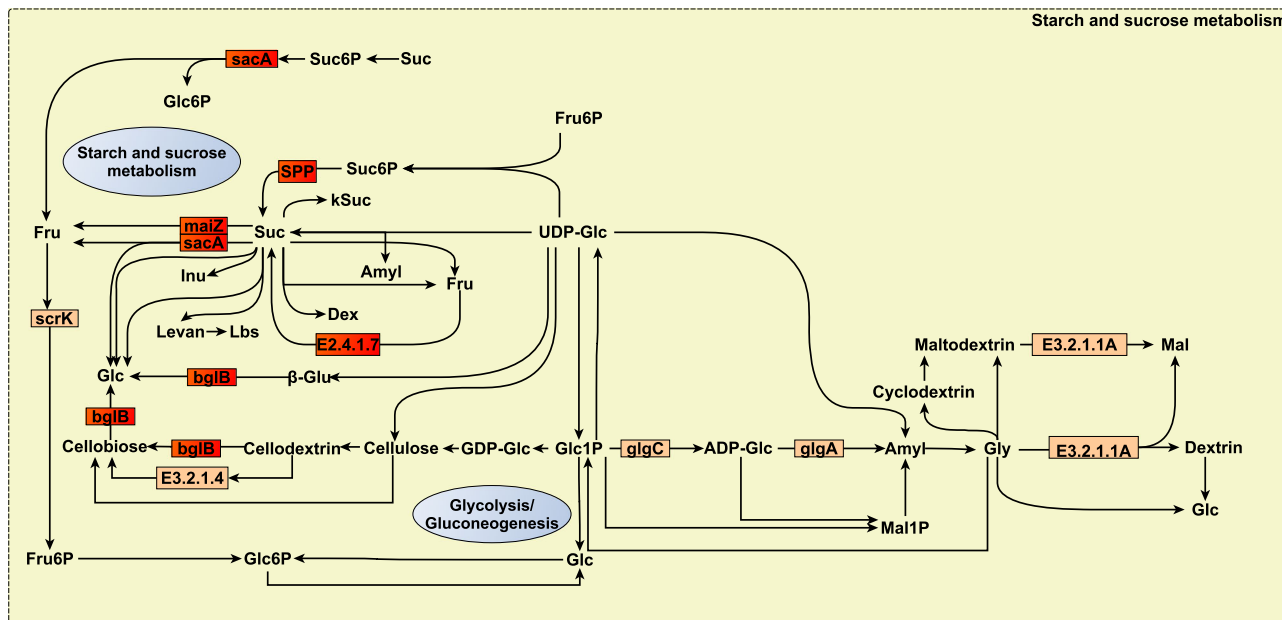 Starch and sucrose metabolism
sacA
Suc6P
Suc
Glc6P
Fru6P
Starch and sucrose
metabolism
SPP
Suc6P
kSuc
Fru
maiZ
sacA
Suc
UDP-Glc
Inu
Amyl
Fru
scrK
Levan
Lbs
Dex
E2.4.1.7
Maltodextrin
E3.2.1.1A
Mal
Glc
bglB
β-Glu
Cyclodextrin
bglB
Cellobiose
bglB
Cellodextrin
Cellulose
GDP-Glc
Glc1P
glgC
ADP-Glc
glgA
Amyl
Gly
E3.2.1.1A
Dextrin
E3.2.1.4
Glycolysis/
Gluconeogenesis
Mal1P
Glc
Fru6P
Glc6P
Glc